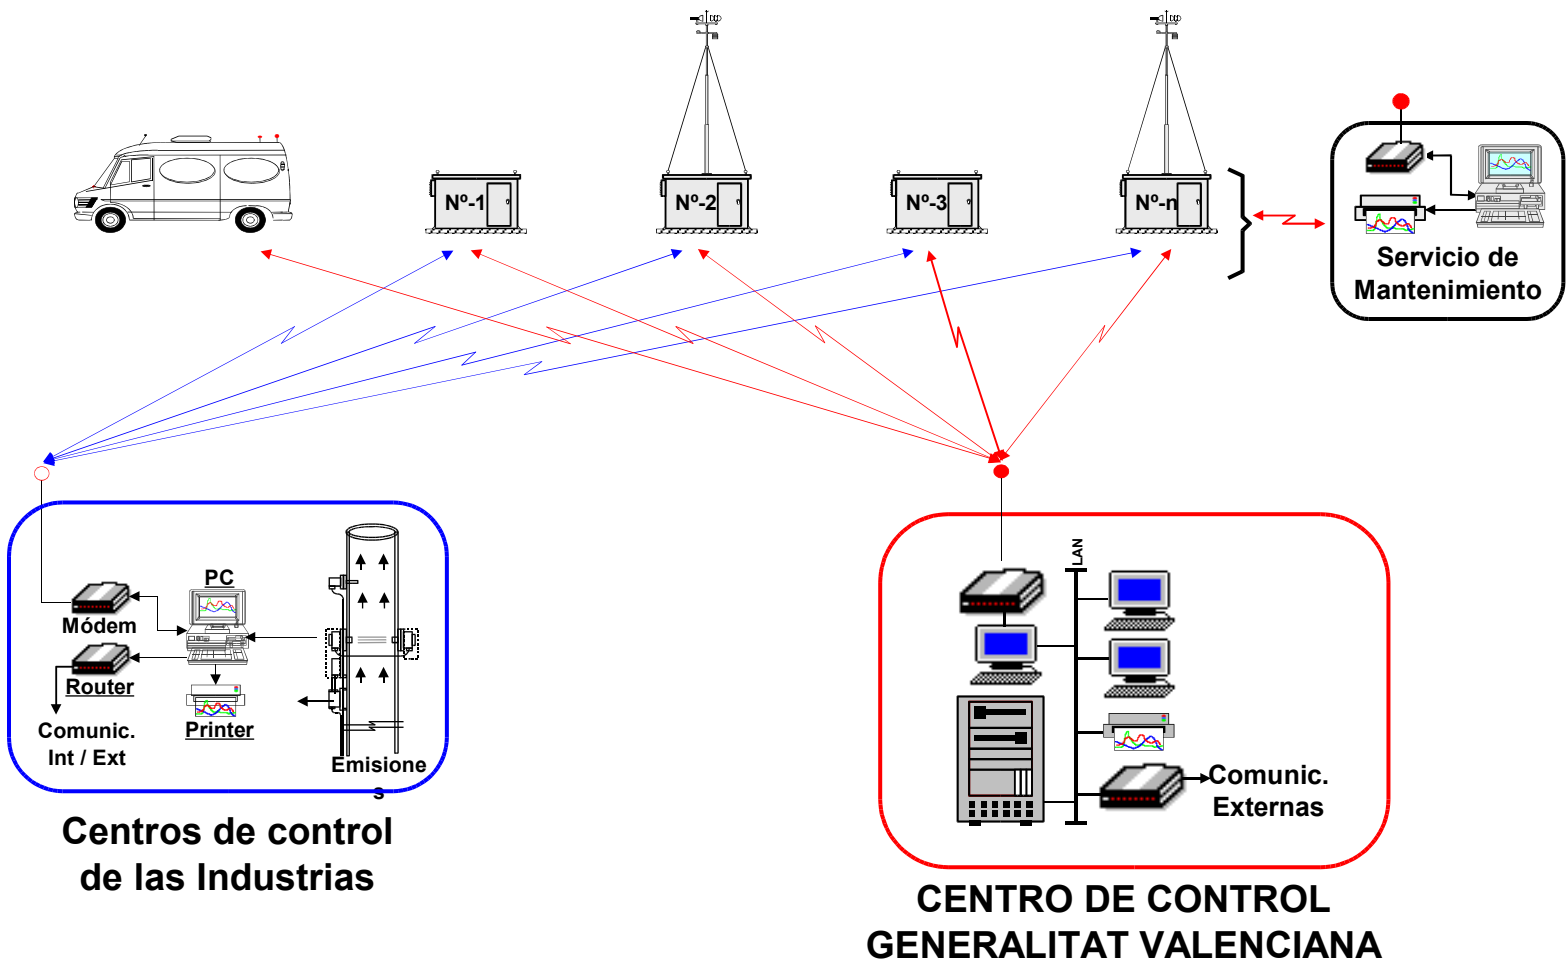 Nº-1
Nº-2
Nº-3
Nº-n
Servicio de
Mantenimiento
PC
Módem
Router
Printer
Comunic.
Int / Ext
Emisione
s
Centros de control
de las Industrias
LAN
Comunic.
Externas
CENTRO DE CONTROL
GENERALITAT VALENCIANA